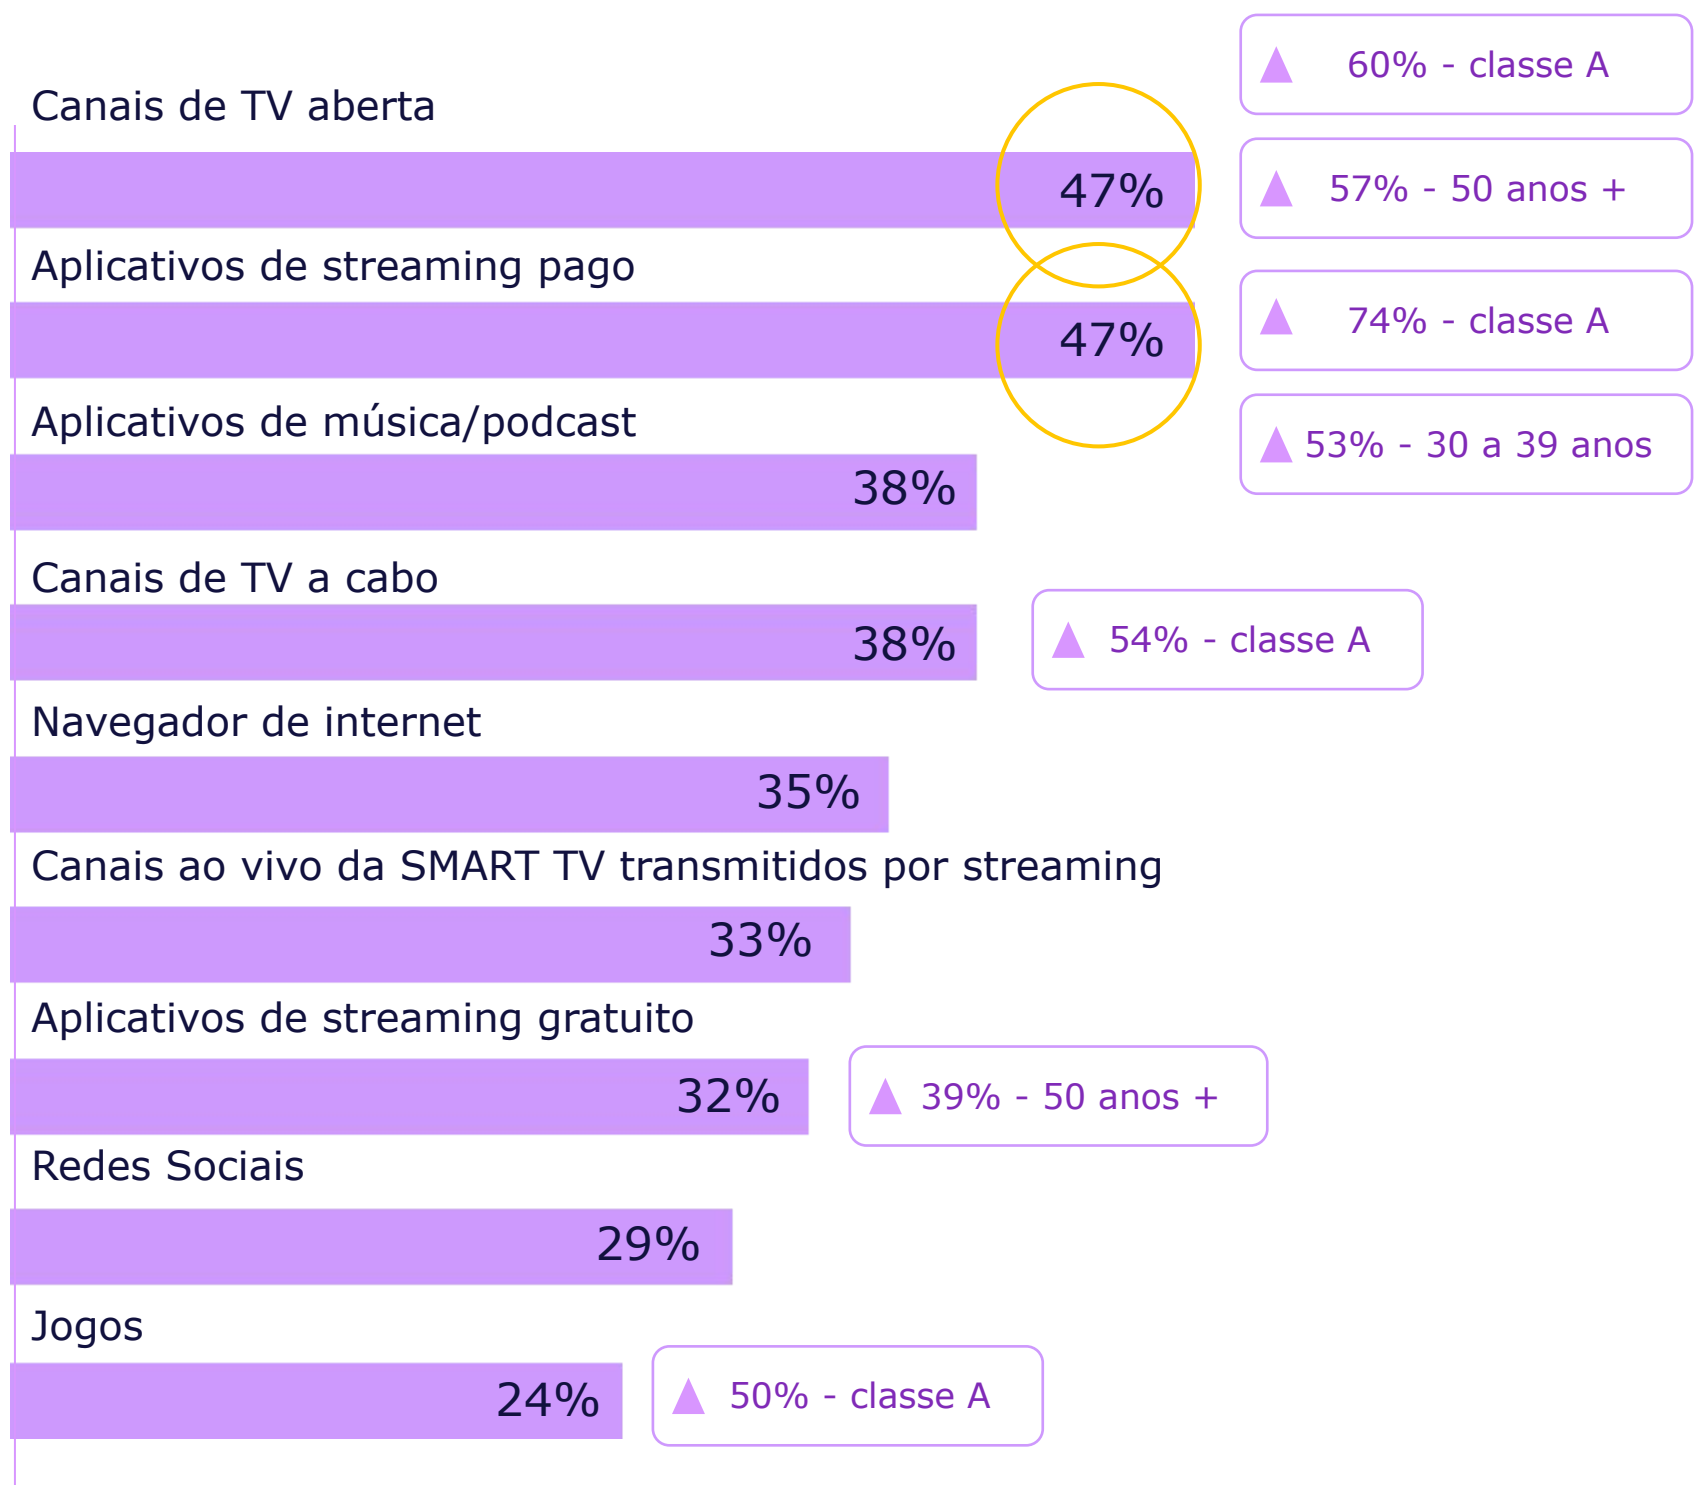 60% - classe A
Canais de TV aberta
47%
57% - 50 anos +
Aplicativos de streaming pago
47%
74% - classe A
Aplicativos de música/podcast
53% - 30 a 39 anos
38%
Canais de TV a cabo
38%
54% - classe A
Navegador de internet
35%
Canais ao vivo da SMART TV transmitidos por streaming
33%
Aplicativos de streaming gratuito
32%
39% - 50 anos +
Redes Sociais
29%
Jogos
24%
50% - classe A